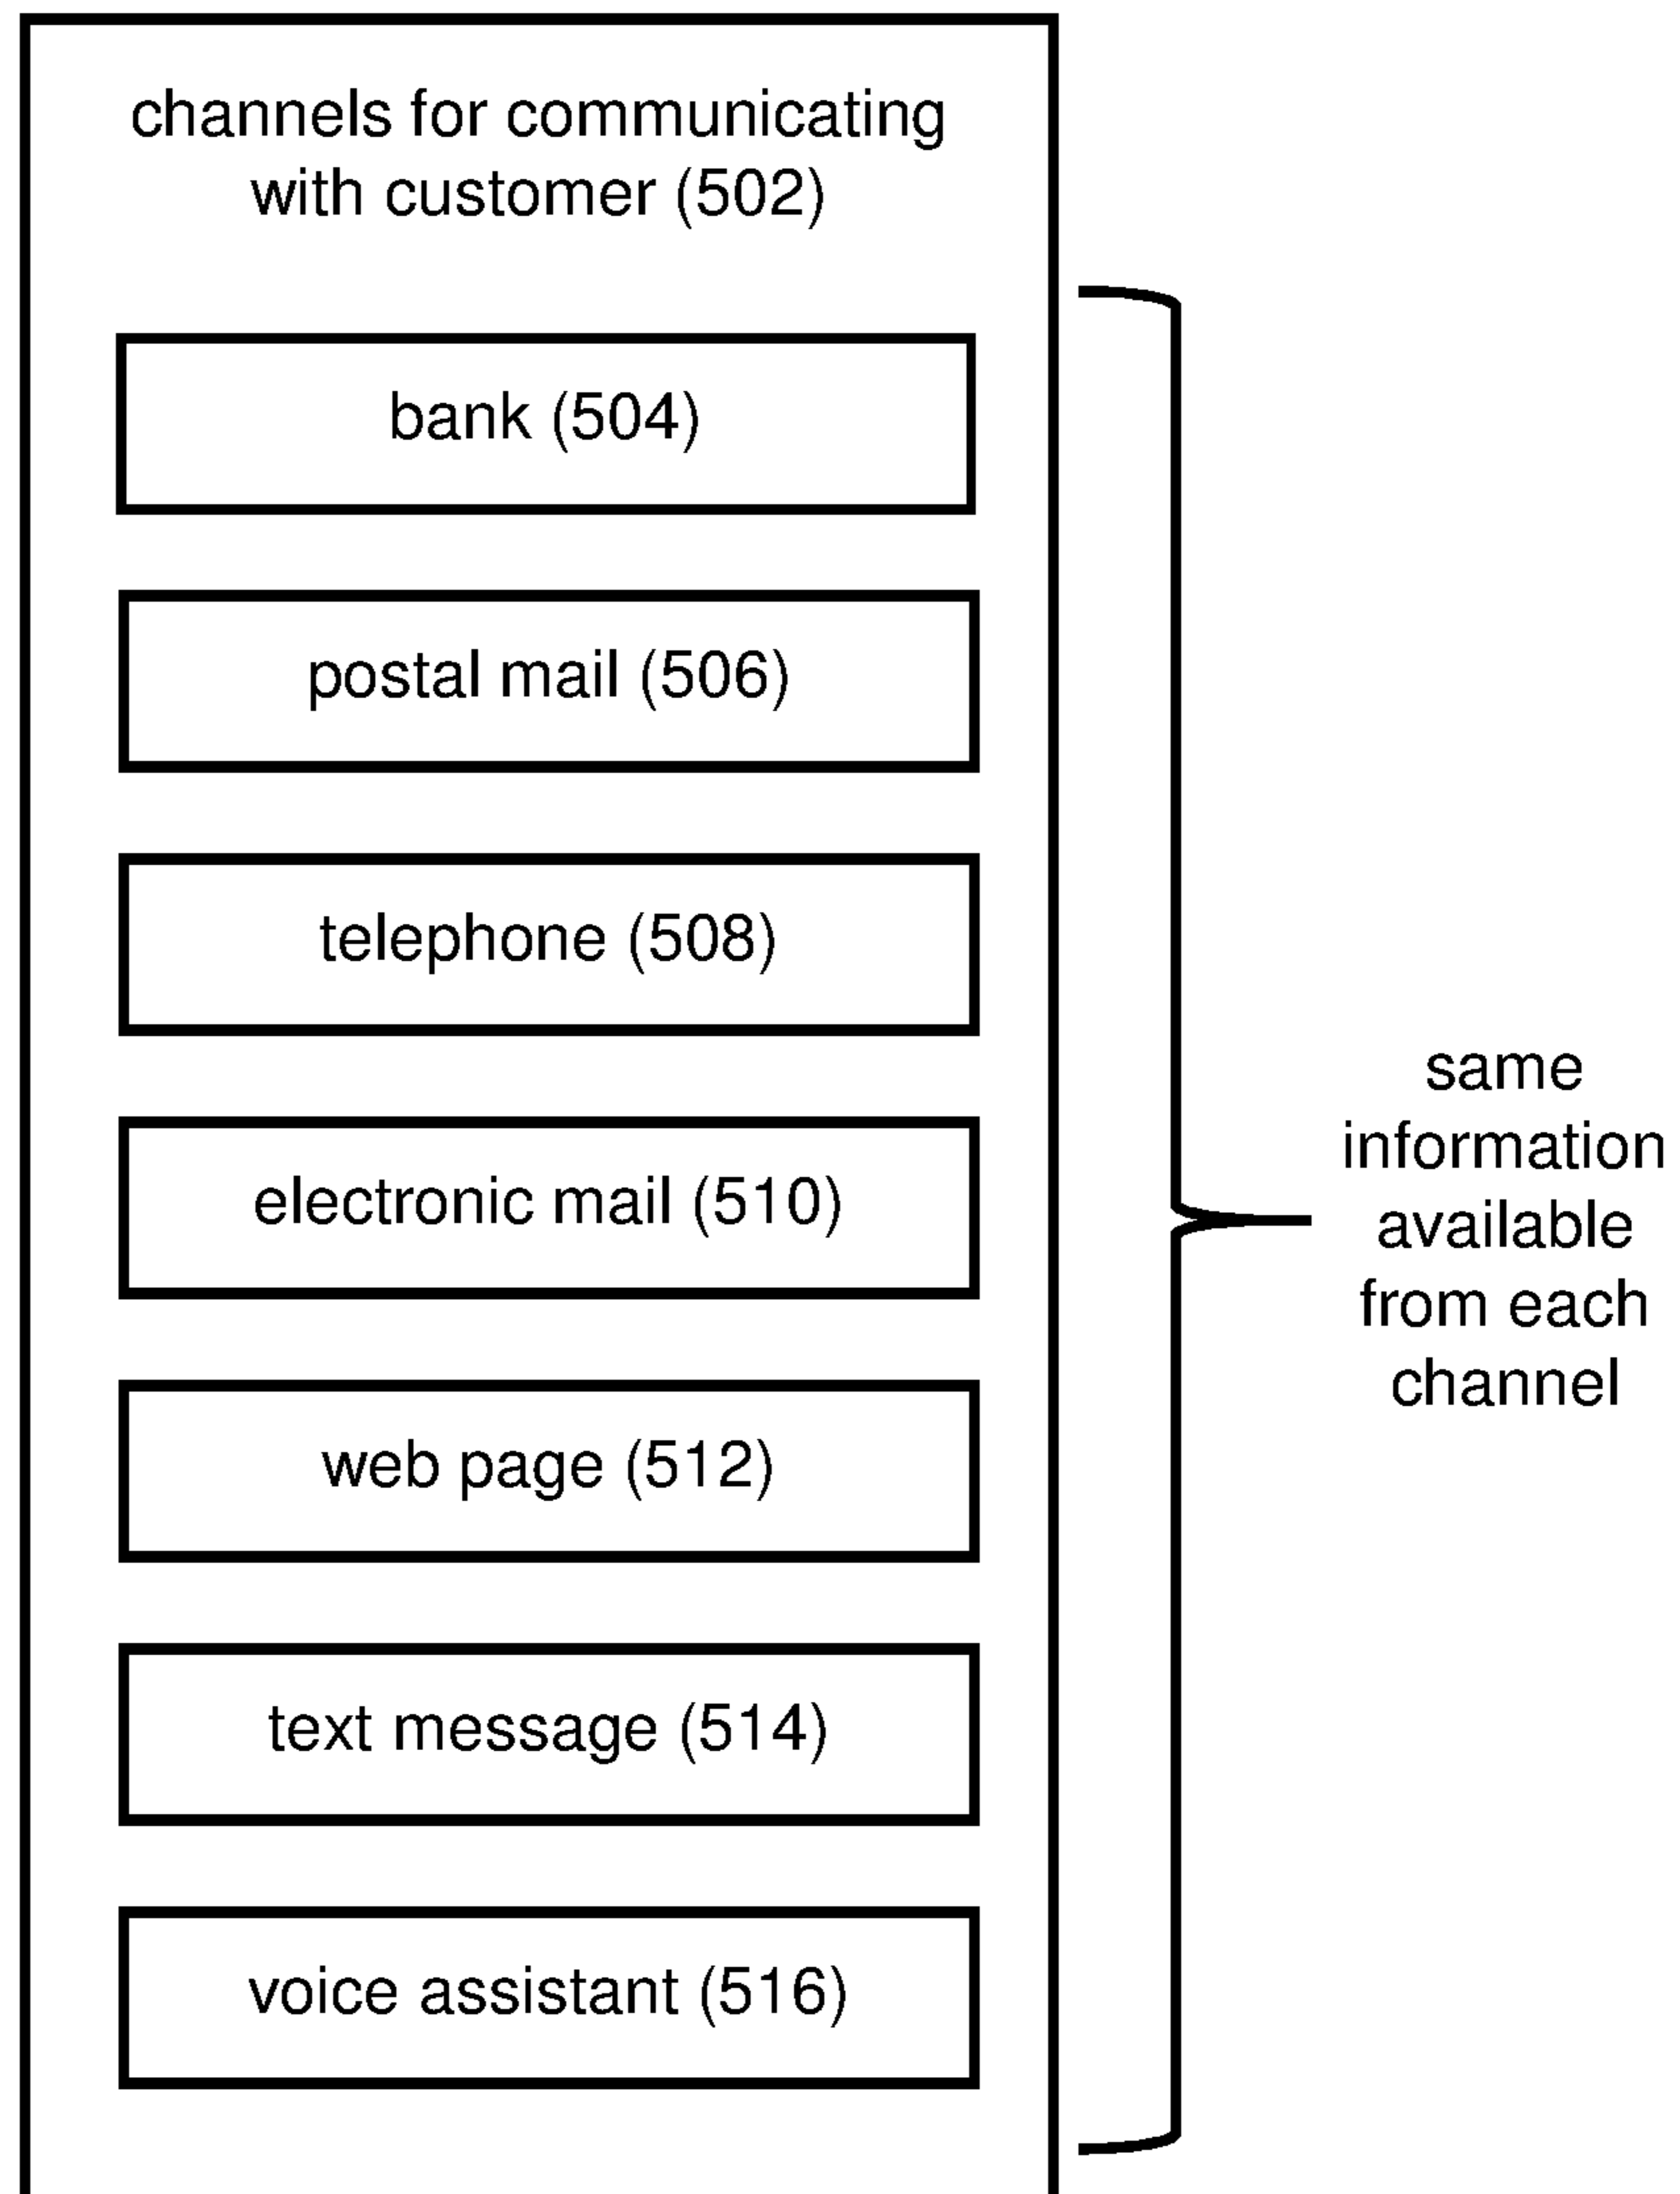 channels for communicating
with customer (502)
bank (504)
postal mail (506)
telephone (508)
electronic mail (510)
web page (512)
text message (514)
voice assistant (516)
same
information
available
from each
channel